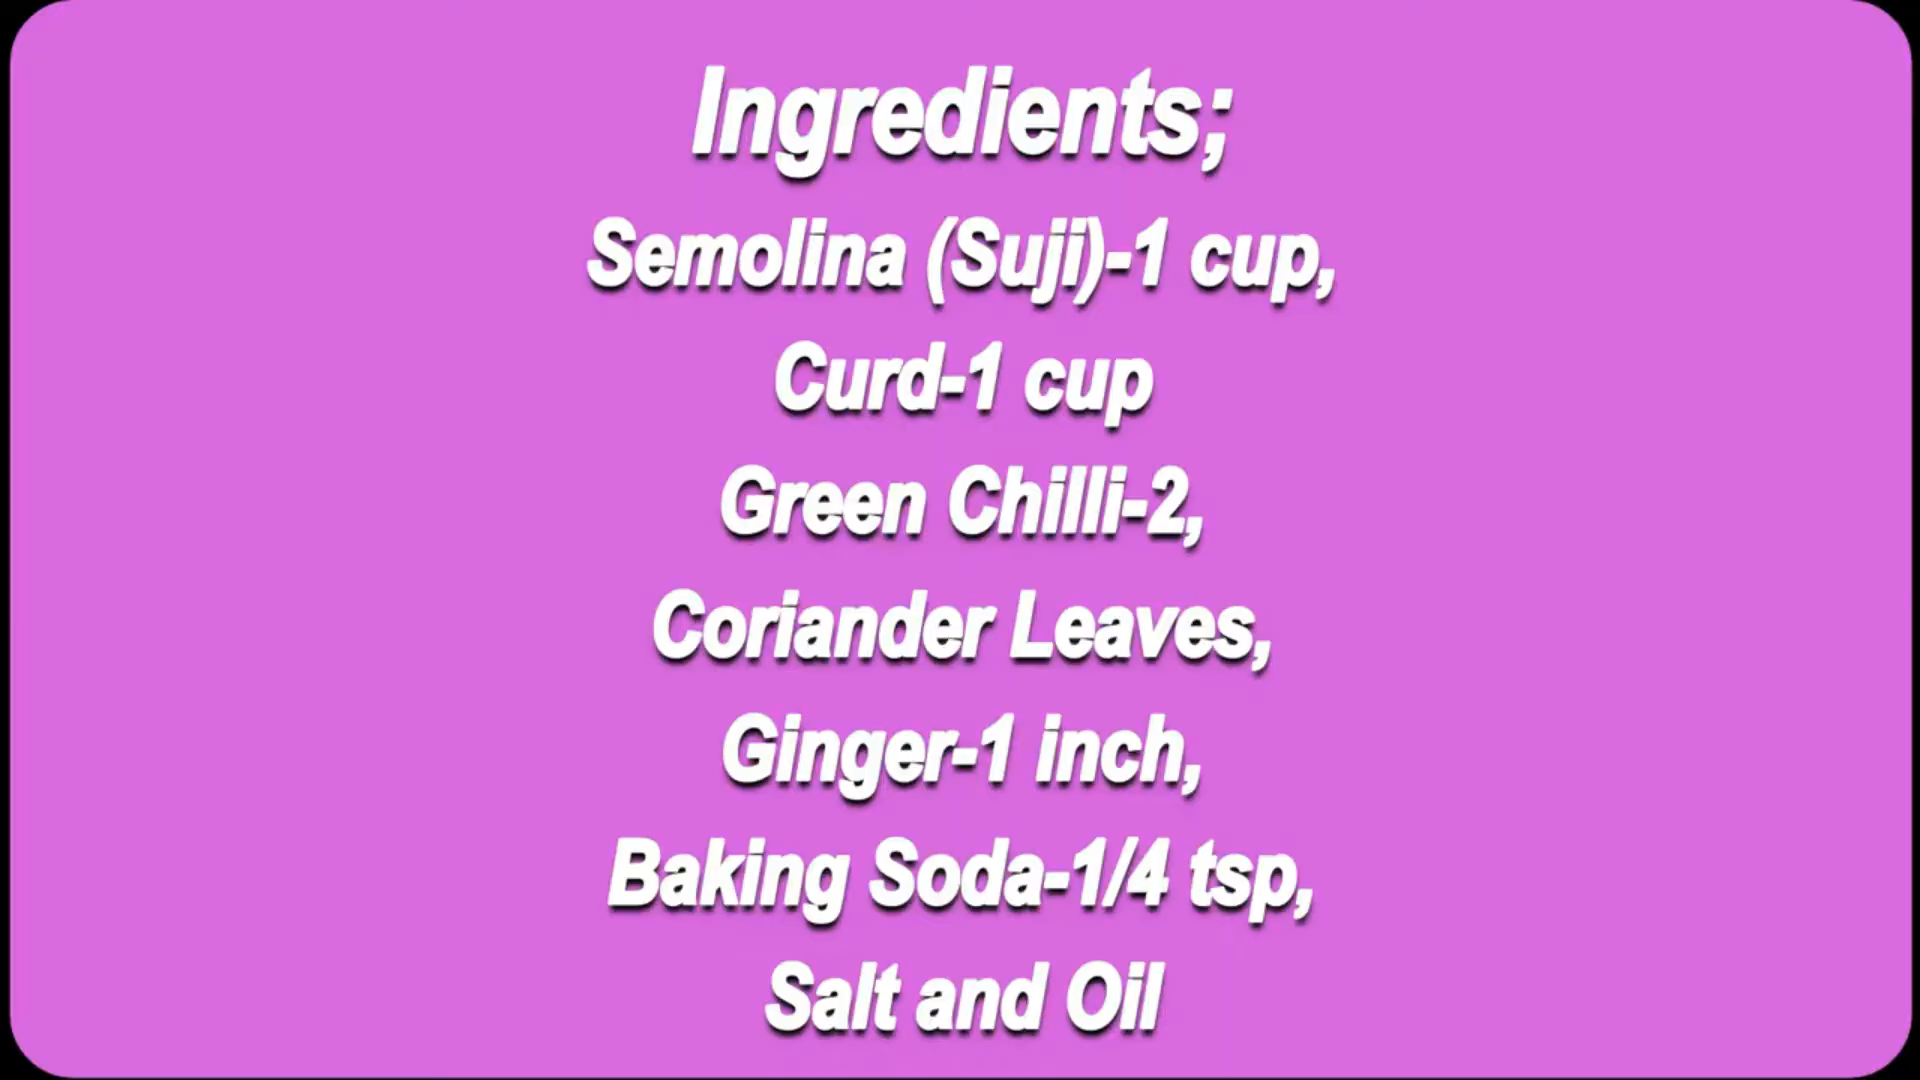 Ingredients;
Semolina (Suji)-1 cup,
Curd-1 cup
Green Chilli-2,
Coriander Leaves,
Ginger-1 inch,
Baking Soda-1/4 tsp,
Salt and Oil